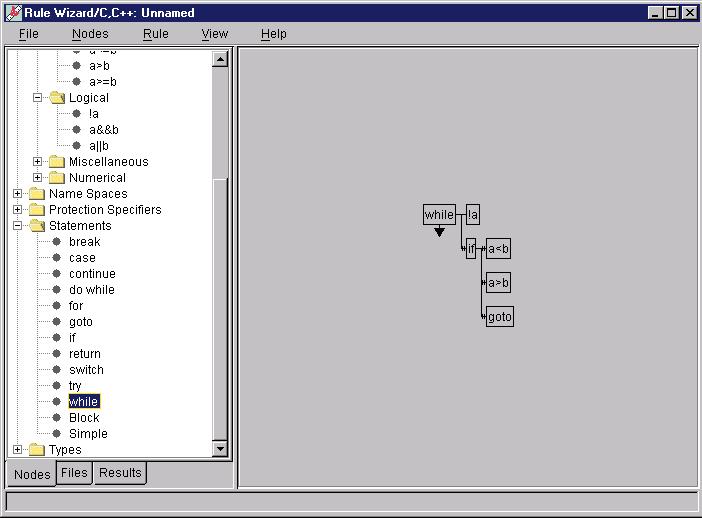 Rule Wizard/C,C++: Unnamed
File Nodes Rule View Help
a>b
a>=b
Logical
!a
a&&b
a||b
Miscellaneous
Numerical
Name Spaces
Protection Specifiers
Statements
break
case
continue
do while
for
goto
if
return
switch
try
while
Block
Simple
Types
Nodes Files Results
while !a
if a<b
a>b
goto